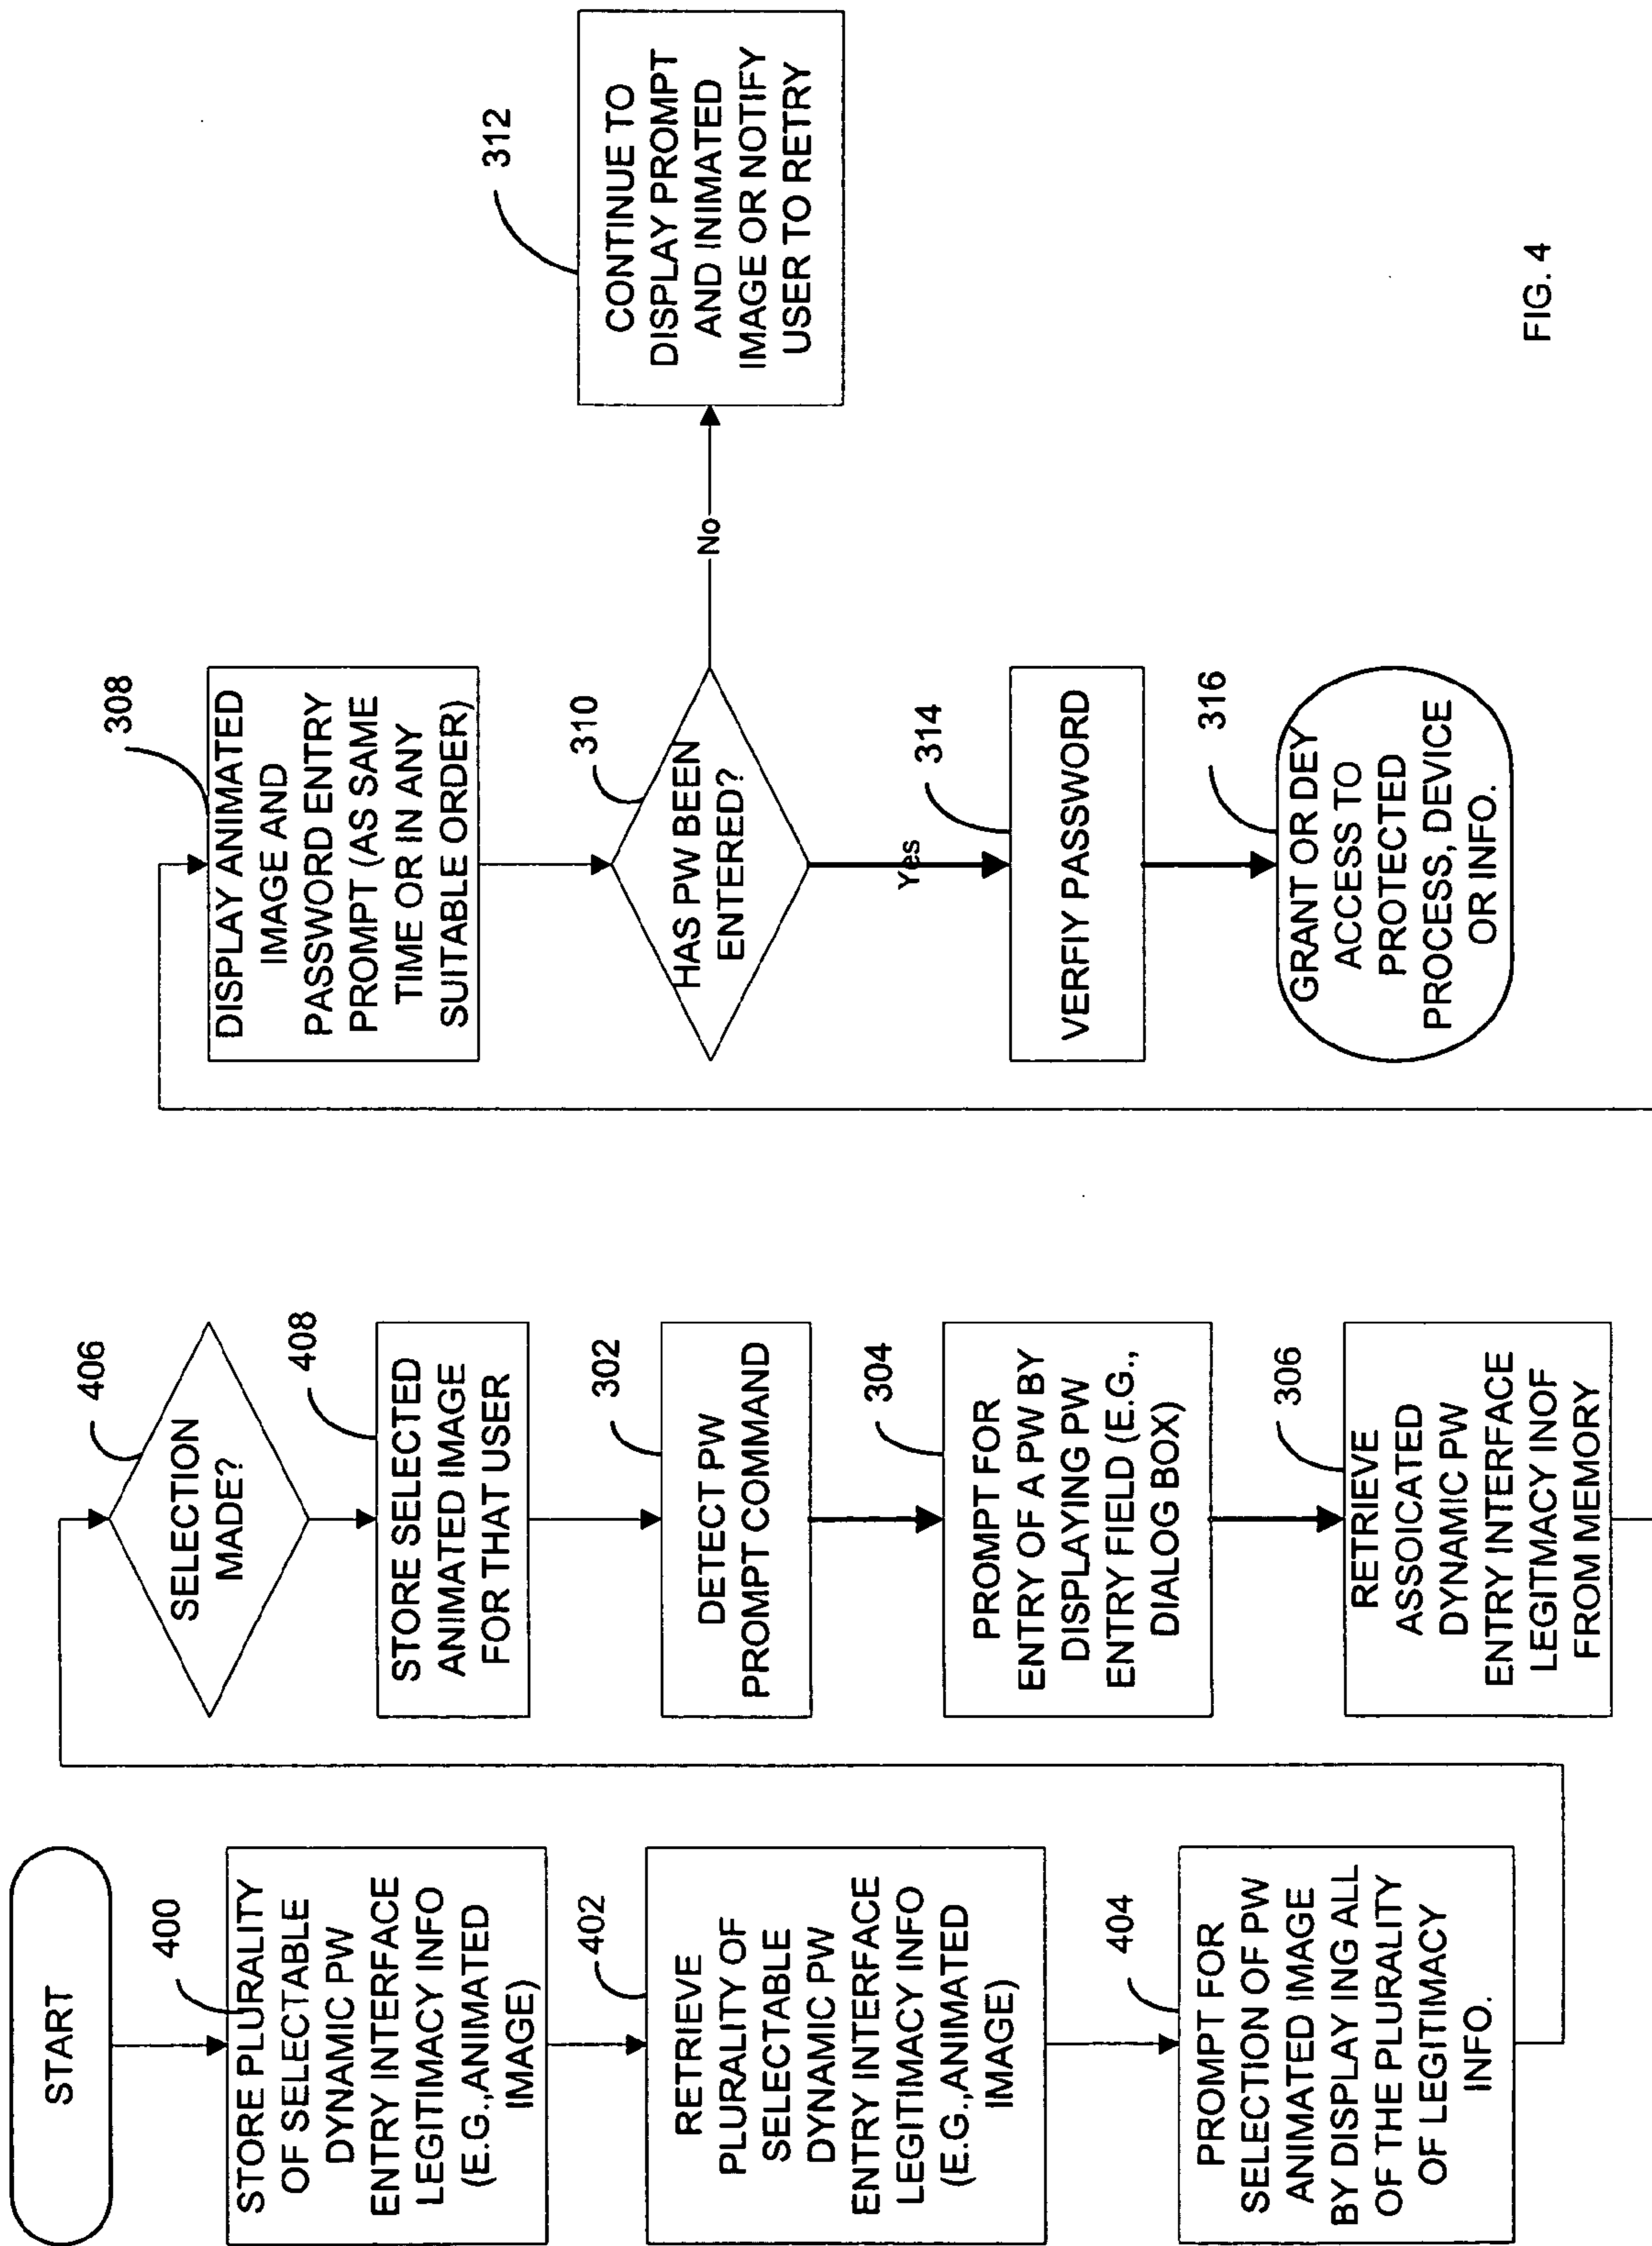 START
400
STORE PLURALITY
OF SELECTABLE
DYNAMIC PW
ENTRY INTERFACE
LEGITIMACY INFO
(E.G.,ANIMATED
IMAGE)
402
RETRIEVE
PLURALITY OF
SELECTABLE
DYNAMIC PW
ENTRY INTERFACE
LEGITIMACY INFO
(E.G.,ANIMATED
IMAGE)
404
PROMPT FOR
SELECTION OF PW
ANIMATED IMAGE
BY DISPLAY ING ALL
OF THE PLURALITY
OF LEGITIMACY
INFO.
406
SELECTION
MADE?
408
STORE SELECTED
ANIMATED IMAGE
FOR THAT USER
302
DETECT PW
PROMPT COMMAND
304
PROMPT FOR
ENTRY OF A PW BY
DISPLAYING PW
ENTRY FIELD (E.G.,
DIALOG BOX)
306
RETRIEVE
ASSOICATED
DYNAMIC PW
ENTRY INTERFACE
LEGITIMACY INOF
FROM MEMORY
308
DISPLAY ANIMATED
IMAGE AND
PASSWORD ENTRY
PROMPT (AS SAME
TIME OR IN ANY
SUITABLE ORDER)
310
HAS PW BEEN
ENTERED?
No
312
CONTINUE TO
DISPLAY PROMPT
AND INIMATED
IMAGE OR NOTIFY
USER TO RETRY
Yes
314
VERFIY PASSWORD
316
GRANT OR DEY
ACCESS TO
PROTECTED
PROCESS, DEVICE
OR INFO.
FIG. 4